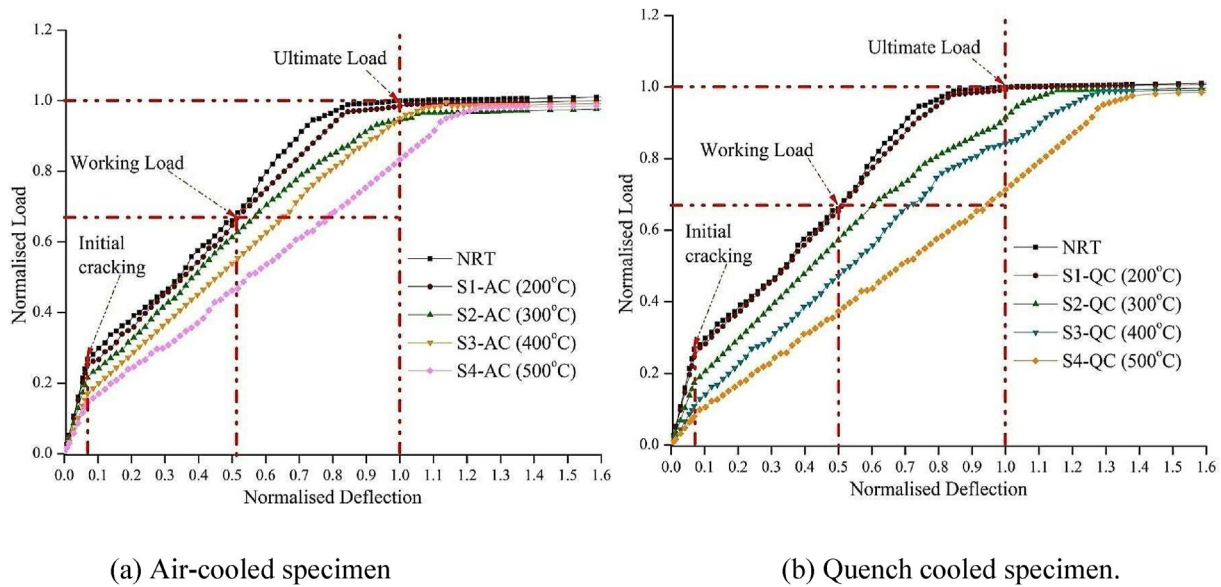 1.2
1.0
0.8
0.6
0.4
0.2
0.0
Normalised Load
Ultimate Load
Working Load
Initial
cracking
NRT
S1-AC (200°C)
S2-AC (300°C)
S3-AC (400°C)
S4-AC (500°C)
0.0 0.1 0.2 0.3 0.4 0.5 0.6 0.7 0.8 0.9 1.0 1.1 1.2 1.3 1.4 1.5 1.6
Normalised Deflection
(a) Air-cooled specimen
1.2
1.0
0.8
0.6
0.4
0.2
0.0
Normalised Load
Ultimate Load
Working Load
Initial
cracking
NRT
S1-QC (200°C)
S2-QC (300°C)
S3-QC (400°C)
S4-QC (500°C)
0.0 0.1 0.2 0.3 0.4 0.5 0.6 0.7 0.8 0.9 1.0 1.1 1.2 1.3 1.4 1.5 1.6
Normalised Deflection
(b) Quench cooled specimen.